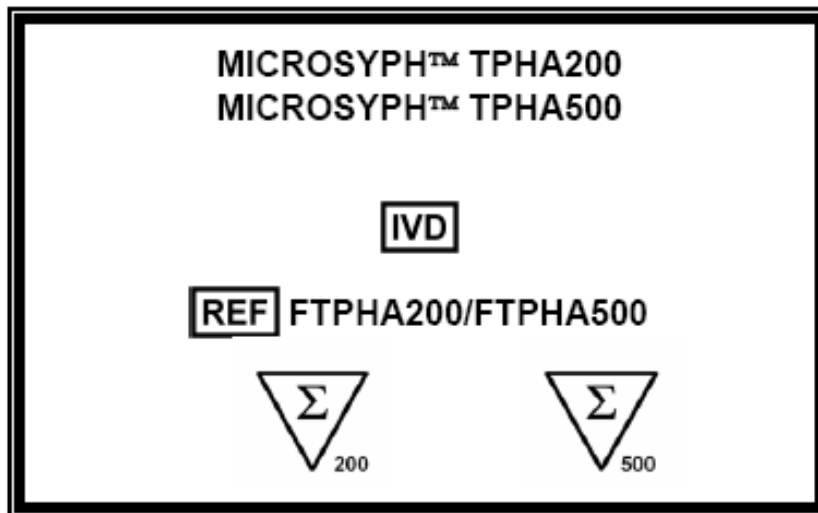 MICROSYPH™ TPHA200
MICROSYPH™ TPHA500
IVD
REF FTPHA200/FTPHA500
Σ Σ
200 500